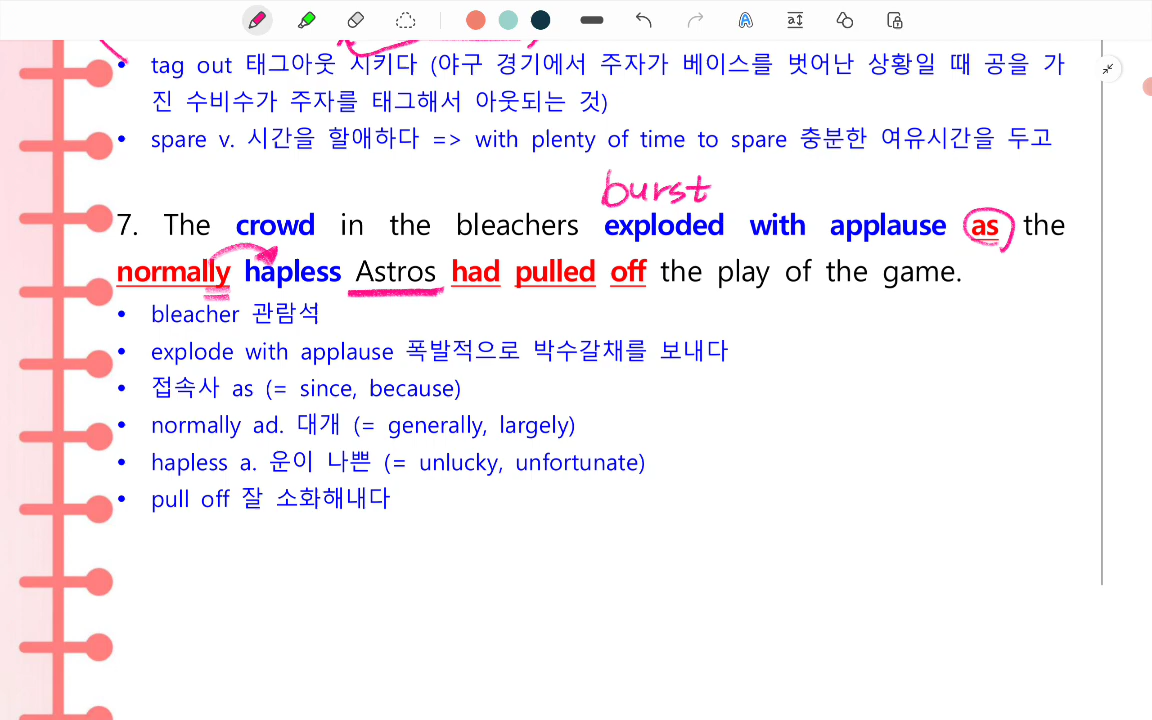 • tag out 태그아웃 시키다 (야구 경기에서 주자가 베이스를 벗어난 상황일 때 공을 가
진 수비수가 주자를 태그해서 아웃되는 것)
• spare v. 시간을 할애하다 => with plenty of time to spare 충분한 여유시간을 두고
burst
7. The crowd in the bleachers exploded with applause as the
normally hapless Astros had pulled off the play of the game.
• bleacher 관람석
• explode with applause 폭발적으로 박수갈채를 보내다
• 접속사 as (= since, because)
• normally ad. 대개 (= generally, largely)
• hapless a. 운이 나쁜 (= unlucky, unfortunate)
• pull off 잘 소화해내다